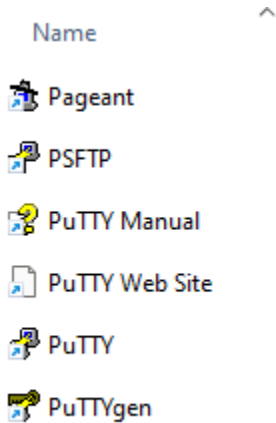 Name
Pageant
PSFTP
PuTTY Manual
PuTTY Web Site
PuTTY
PuTTYgen